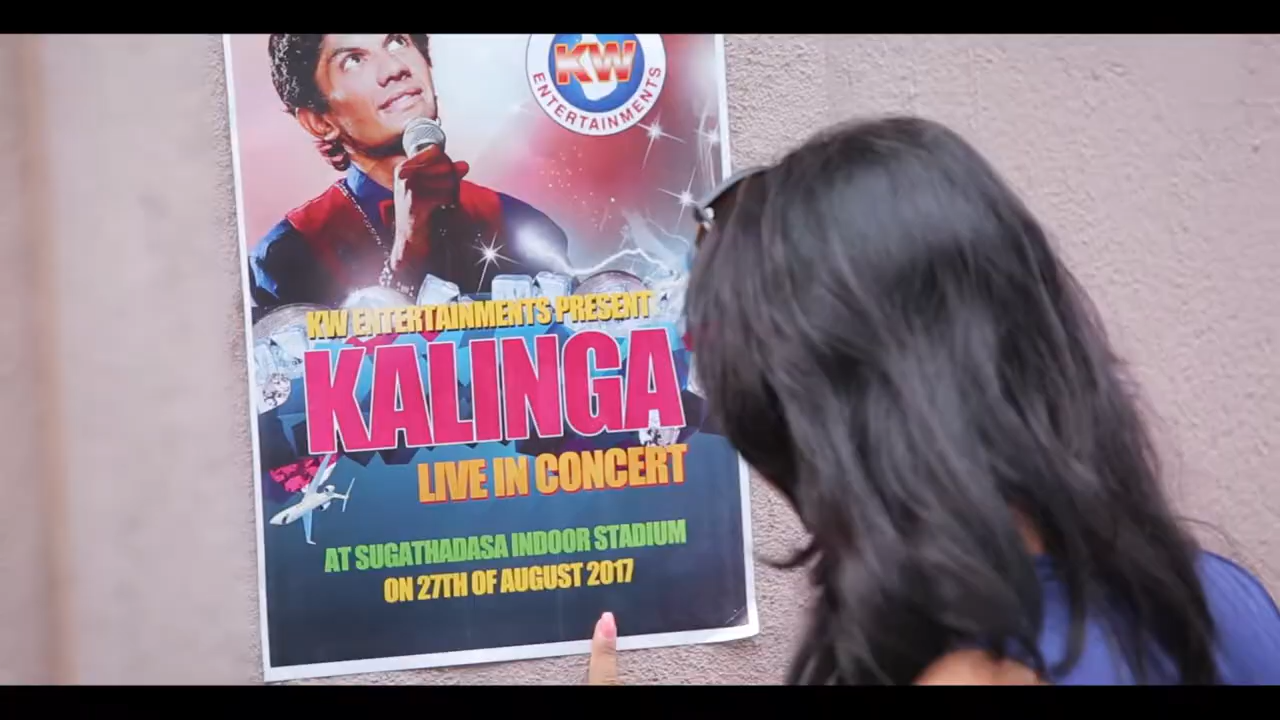 KW
ENTERTAINMENTS
KW ENTERTAINMENTS PRESENT
KALINGA
LIVE IN CONCERT
AT SUGATHADASA INDOOR STADIUM
ON 27TH OF AUGUST 2017